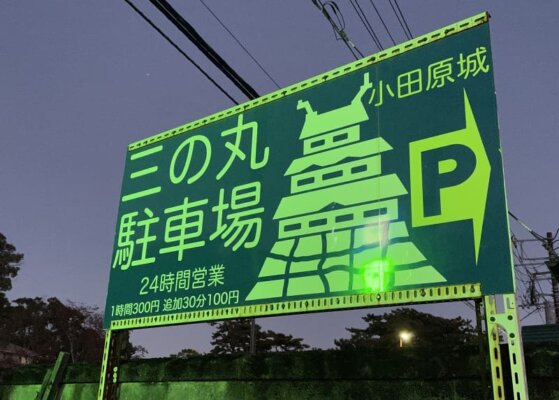 小田原城
三の丸
駐車場
P
24時間営業
1時間300円 追加30分100円